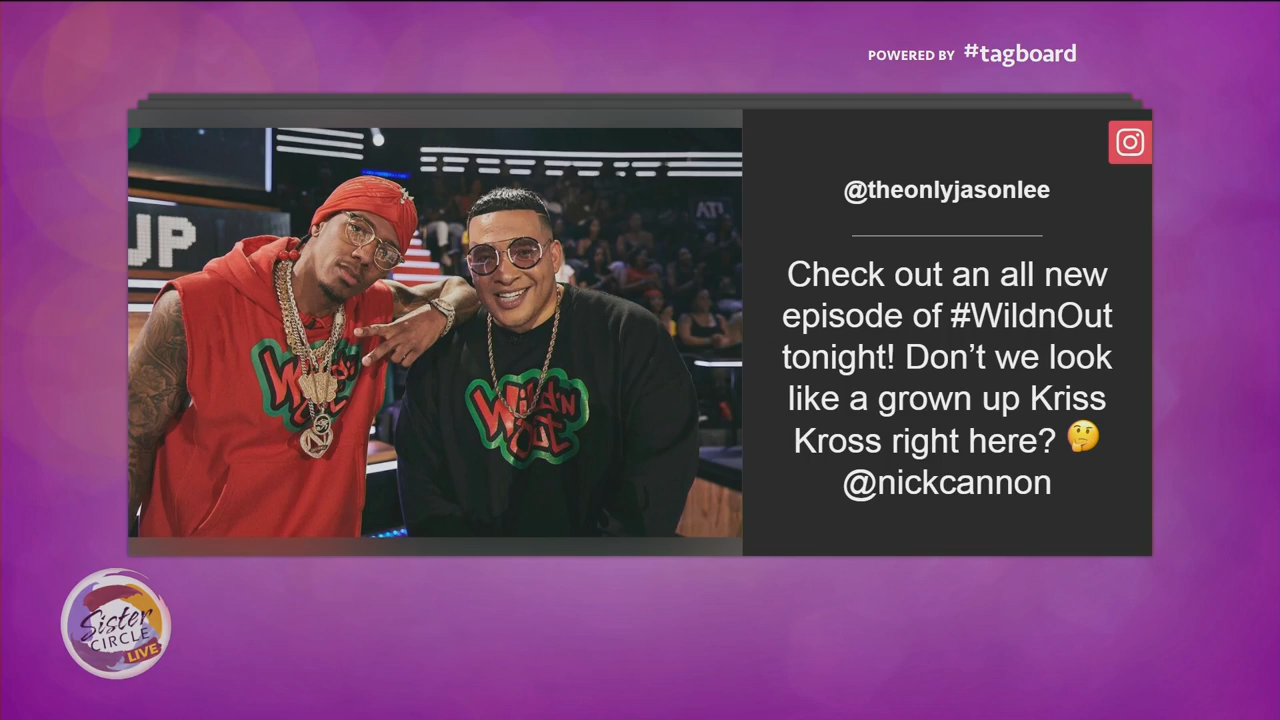 POWERED BY #tagboard
@theonlyjasonlee
Check out an all new
episode of #WildnOut
tonight! Don’t we look
like a grown up Kriss
Kross right here? 🤔
@nickcannon
UP
ATL
Wild'n
Out
Wild'n
Out
Sister
CIRCLE
LIVE